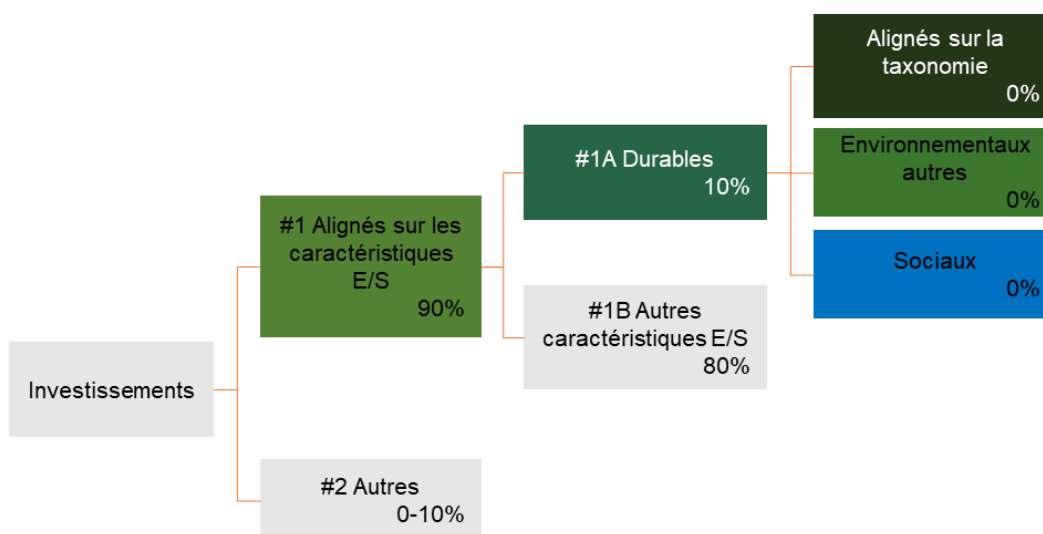 Investissements
#1 Alignés sur les
caractéristiques
E/S
90%
#2 Autres
0-10%
#1A Durables
10%
#1B Autres
caractéristiques E/S
80%
Alignés sur la
taxonomie
0%
Environnementaux
autres
0%
Sociaux
0%